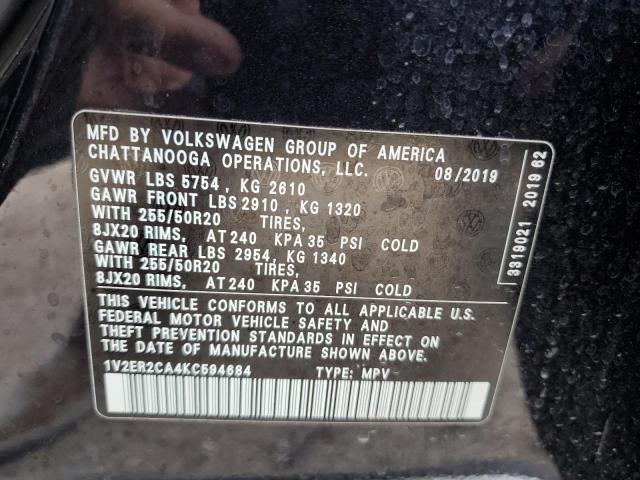 MFD BY VOLKSWAGEN GROUP OF AMERICA
CHATTANOOGA OPERATIONS, LLC. 08/2019
GVWR LBS 5754 , KG 2610
GAWR FRONT LBS 2910 , KG 1320
WITH 255/50R20 TIRES,
8JX20 RIMS, AT 240 KPA 35 PSI COLD
GAWR REAR LBS 2954 , KG 1340
WITH 255/50R20 TIRES,
8JX20 RIMS, AT 240 KPA 35 PSI COLD
THIS VEHICLE CONFORMS TO ALL APPLICABLE U.S.
FEDERAL MOTOR VEHICLE SAFETY AND
THEFT PREVENTION STANDARDS IN EFFECT ON
THE DATE OF MANUFACTURE SHOWN ABOVE.
1V2ER2CA4KC594684 TYPE: MPV
3319021 2019 62